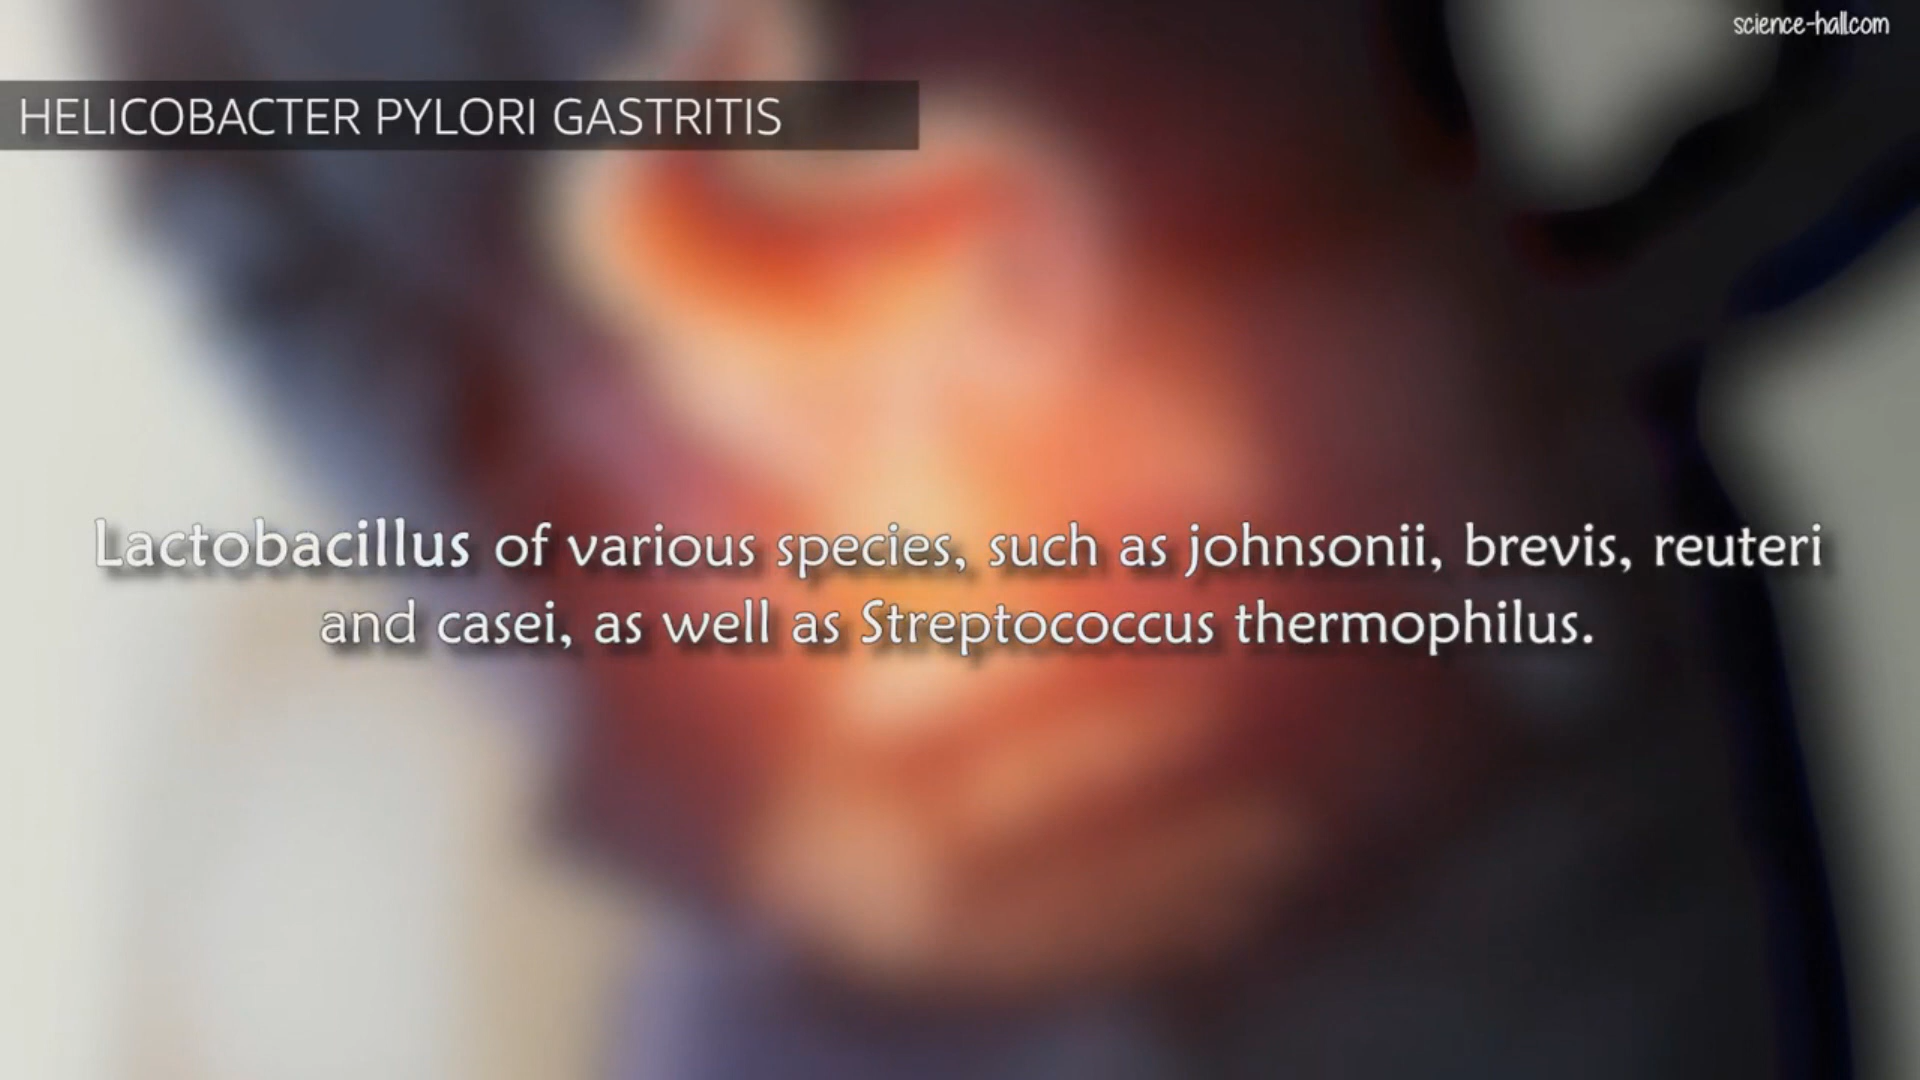 science-hall.com
HELICOBACTER PYLORI GASTRITIS
Lactobacillus of various species, such as johnsonii, brevis, reuteri
and casei, as well as Streptococcus thermophilus.